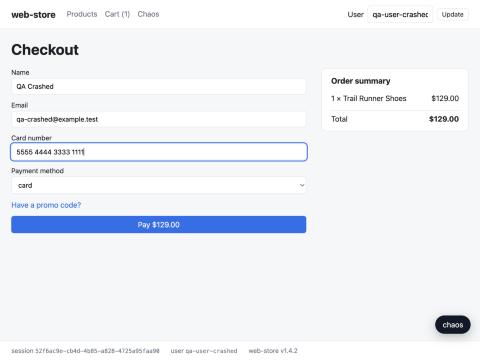 web-store Products Cart (1) Chaos User qa-user-crashed Update
Checkout
Name
QA Crashed
Email
qa-crashed@example.test
Card number
5555 4444 3333 1111
Payment method
card
Have a promo code?
Pay $129.00
Order summary
1 × Trail Runner Shoes $129.00
Total $129.00
chaos
session 52f6ac9e-cb4d-4b85-a828-4725a95faa90 user qa-user-crashed web-store v1.4.2